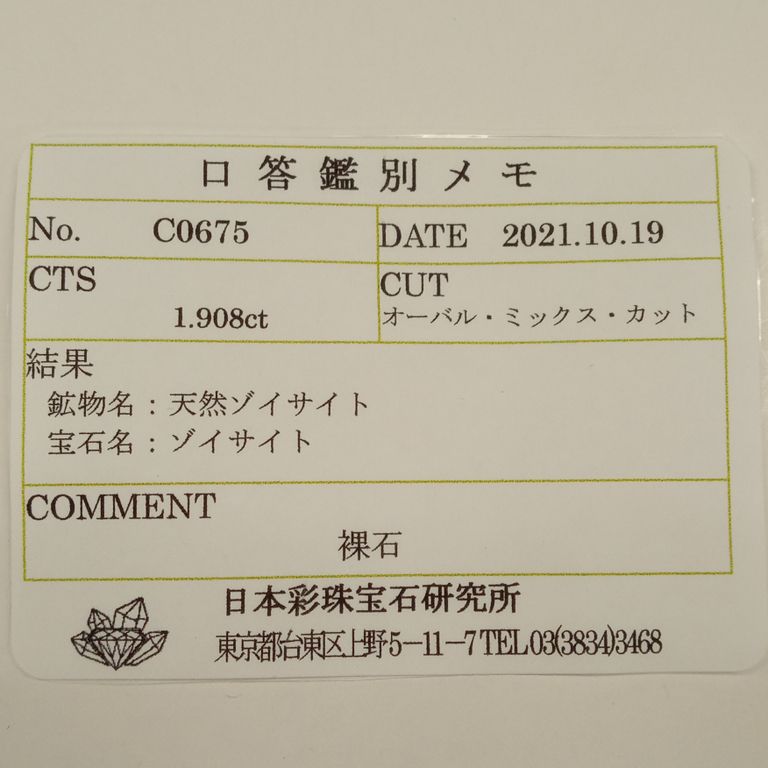 口答鑑別メモ
No. C0675 DATE 2021.10.19
CTS CUT
1.908ct オーバル・ミックス・カット
結果
鉱物名：天然ゾイサイト
宝石名：ゾイサイト
COMMENT
裸石
日本彩珠宝石研究所
東京都台東区上野5-11-7 TEL 03(3834)3468